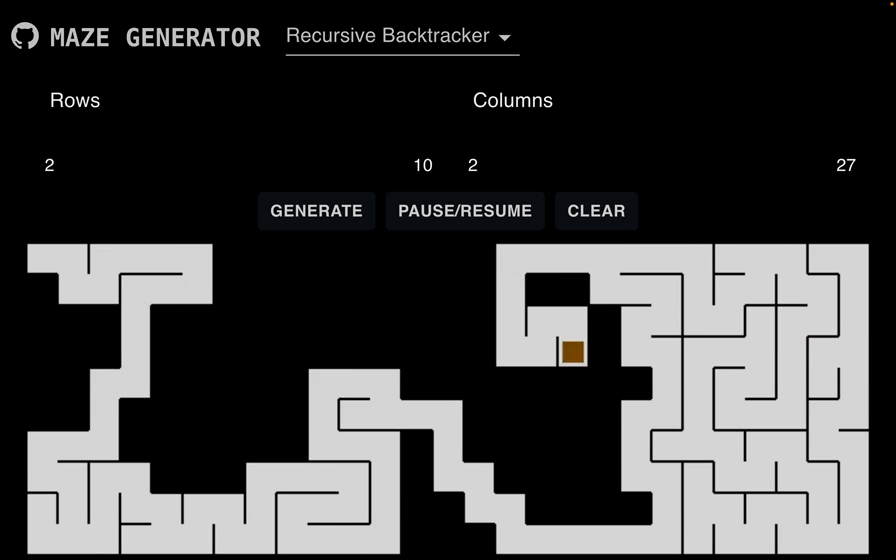 MAZE GENERATOR Recursive Backtracker
Rows Columns
2 10 2 27
GENERATE PAUSE/RESUME CLEAR